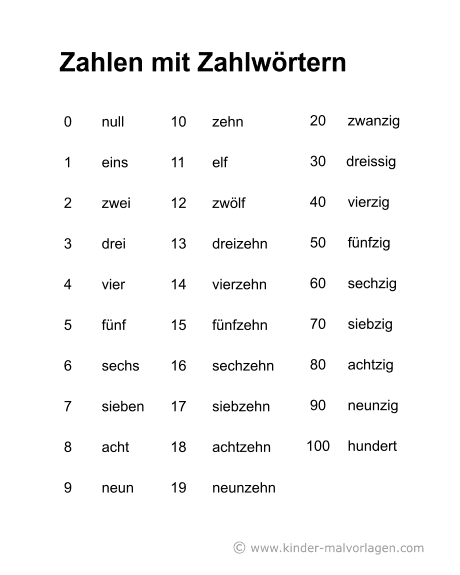 Zahlen mit Zahlwörtern
0 null 10 zehn 20 zwanzig
1 eins 11 elf 30 dreissig
2 zwei 12 zwölf 40 vierzig
3 drei 13 dreizehn 50 fünfzig
4 vier 14 vierzehn 60 sechzig
5 fünf 15 fünfzehn 70 siebzig
6 sechs 16 sechzehn 80 achtzig
7 sieben 17 siebzehn 90 neunzig
8 acht 18 achtzehn 100 hundert
9 neun 19 neunzehn
© www.kinder-malvorlagen.com